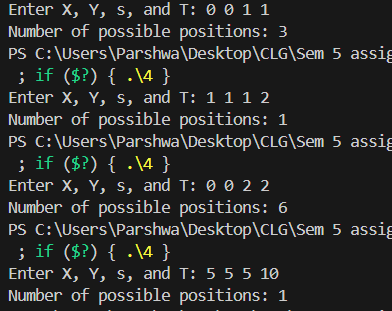 Enter X, Y, s, and T: 0 0 1 1
Number of possible positions: 3
PS C:\Users\Parshwa\Desktop\CLG\Sem 5 assig
; if ($?) { .\4 }
Enter X, Y, s, and T: 1 1 1 2
Number of possible positions: 1
PS C:\Users\Parshwa\Desktop\CLG\Sem 5 assig
; if ($?) { .\4 }
Enter X, Y, s, and T: 0 0 2 2
Number of possible positions: 6
PS C:\Users\Parshwa\Desktop\CLG\Sem 5 assig
; if ($?) { .\4 }
Enter X, Y, s, and T: 5 5 5 10
Number of possible positions: 1